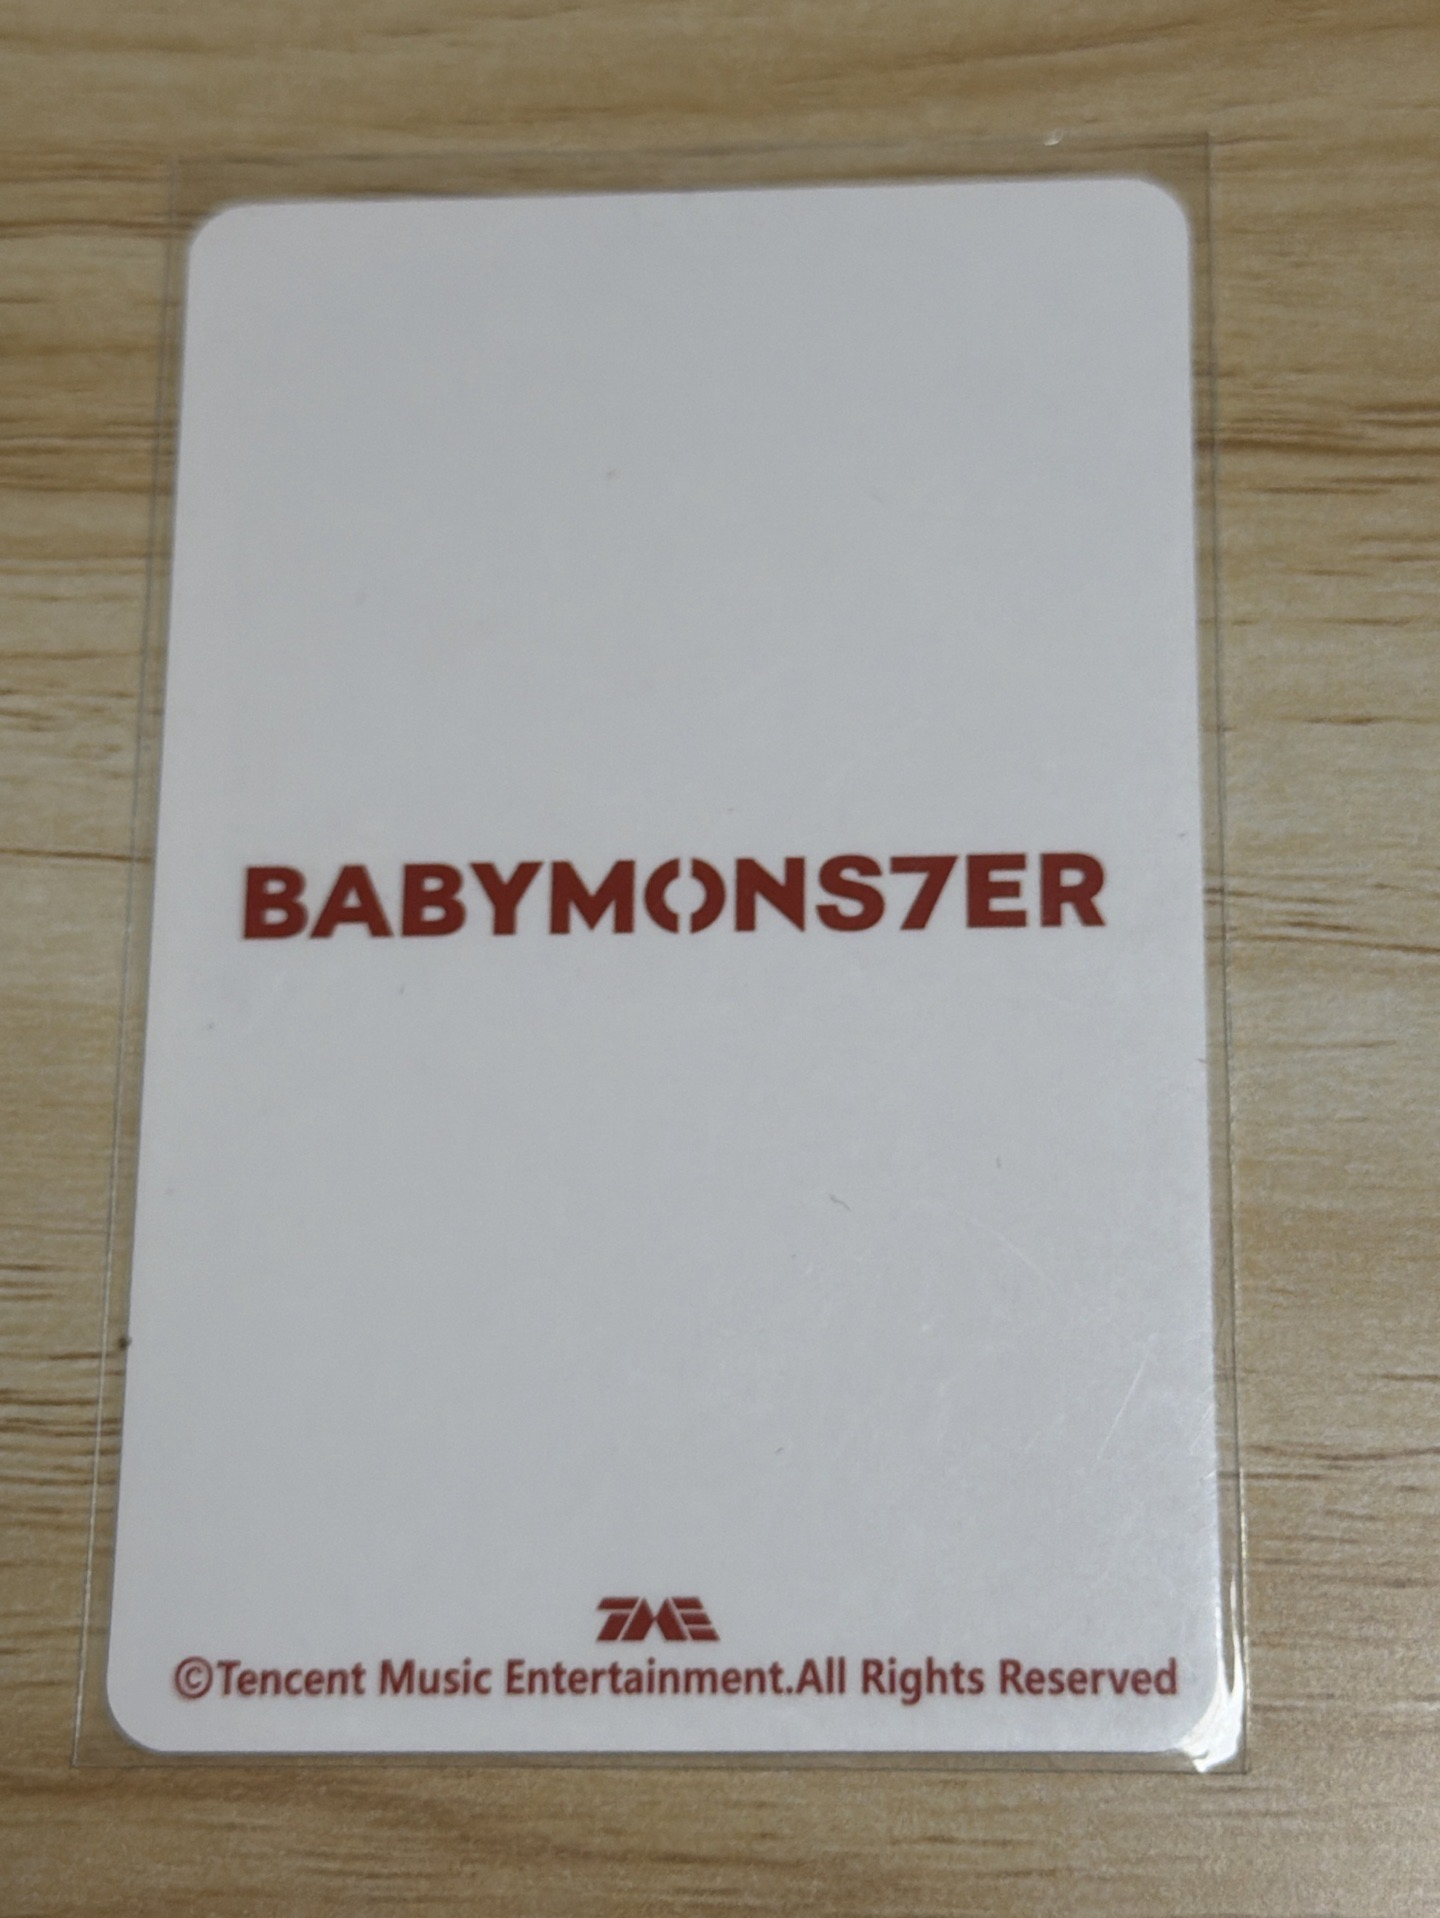 BABYMONS7ER
TME
©Tencent Music Entertainment.All Rights Reserved